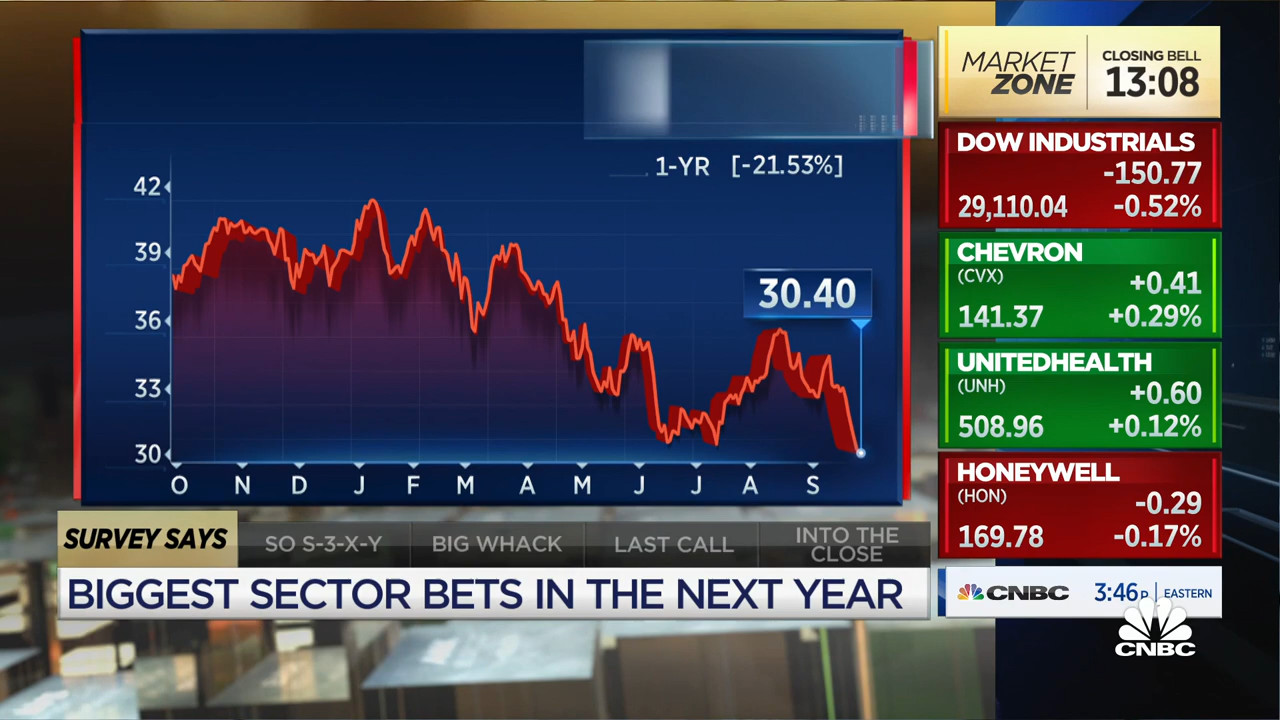 1-YR [-21.53%]
42
39
36
33
30
30.40
O N D J F M A M J J A S
SURVEY SAYS
SO S-3-X-Y
BIG WHACK
LAST CALL
INTO THE
CLOSE
BIGGEST SECTOR BETS IN THE NEXT YEAR
MARKET
ZONE
CLOSING BELL
13:08
DOW INDUSTRIALS
-150.77
29,110.04 -0.52%
CHEVRON
(CVX) +0.41
141.37 +0.29%
UNITEDHEALTH
(UNH) +0.60
508.96 +0.12%
HONEYWELL
(HON) -0.29
169.78 -0.17%
CNBC 3:46P EASTERN
CNBC